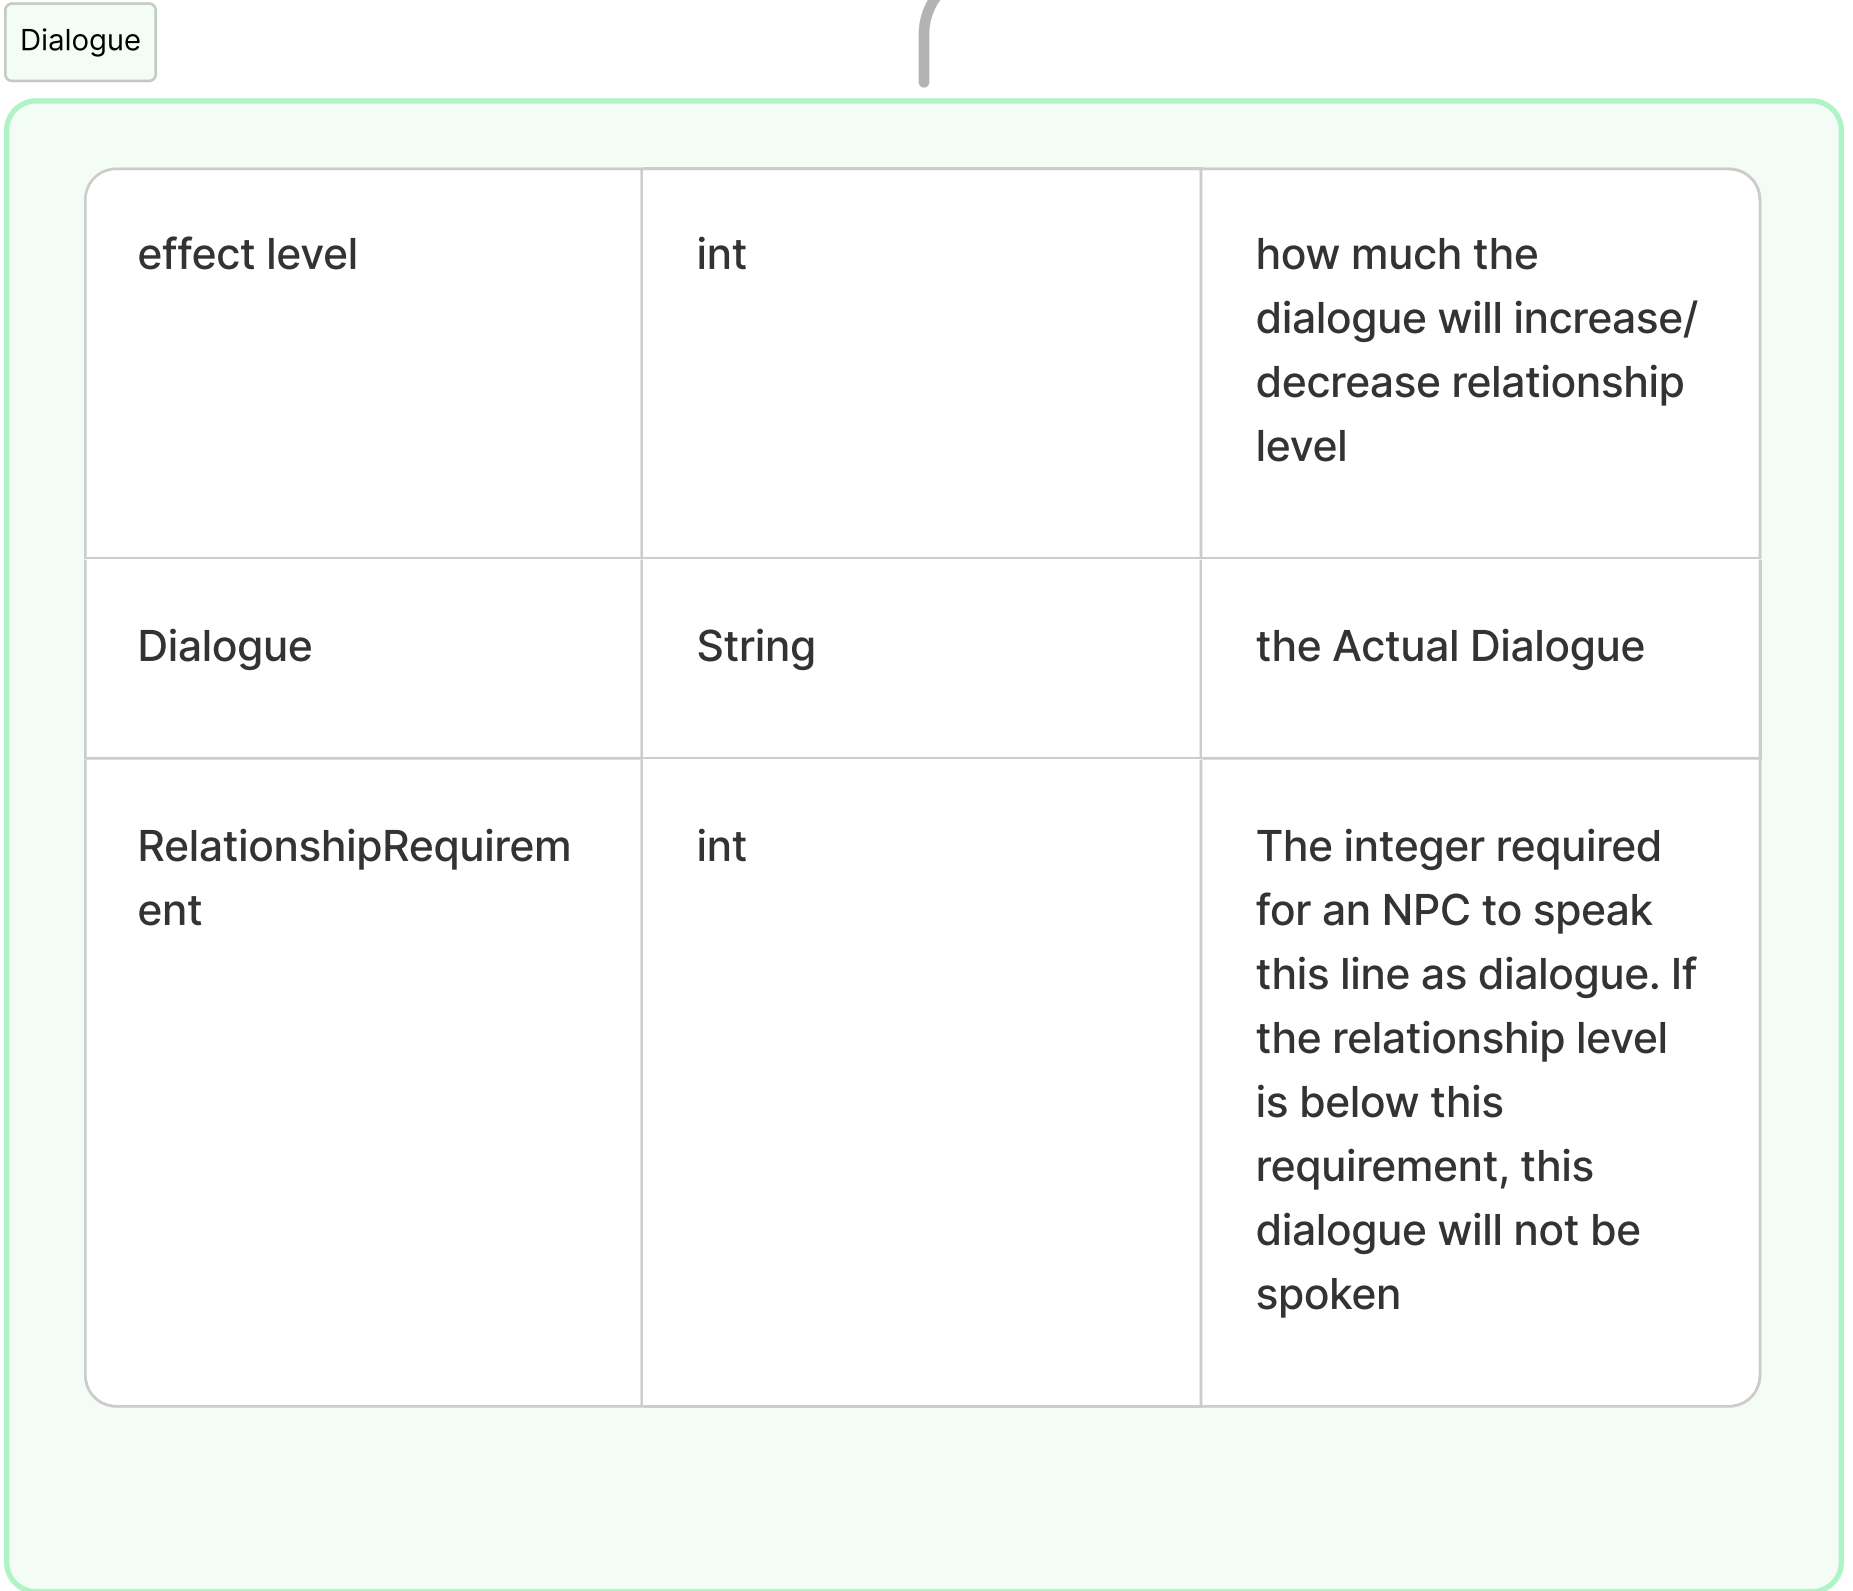 Dialogue
effect level
int
how much the
dialogue will increase/
decrease relationship
level
Dialogue
String
the Actual Dialogue
RelationshipRequirem
ent
int
The integer required
for an NPC to speak
this line as dialogue. If
the relationship level
is below this
requirement, this
dialogue will not be
spoken